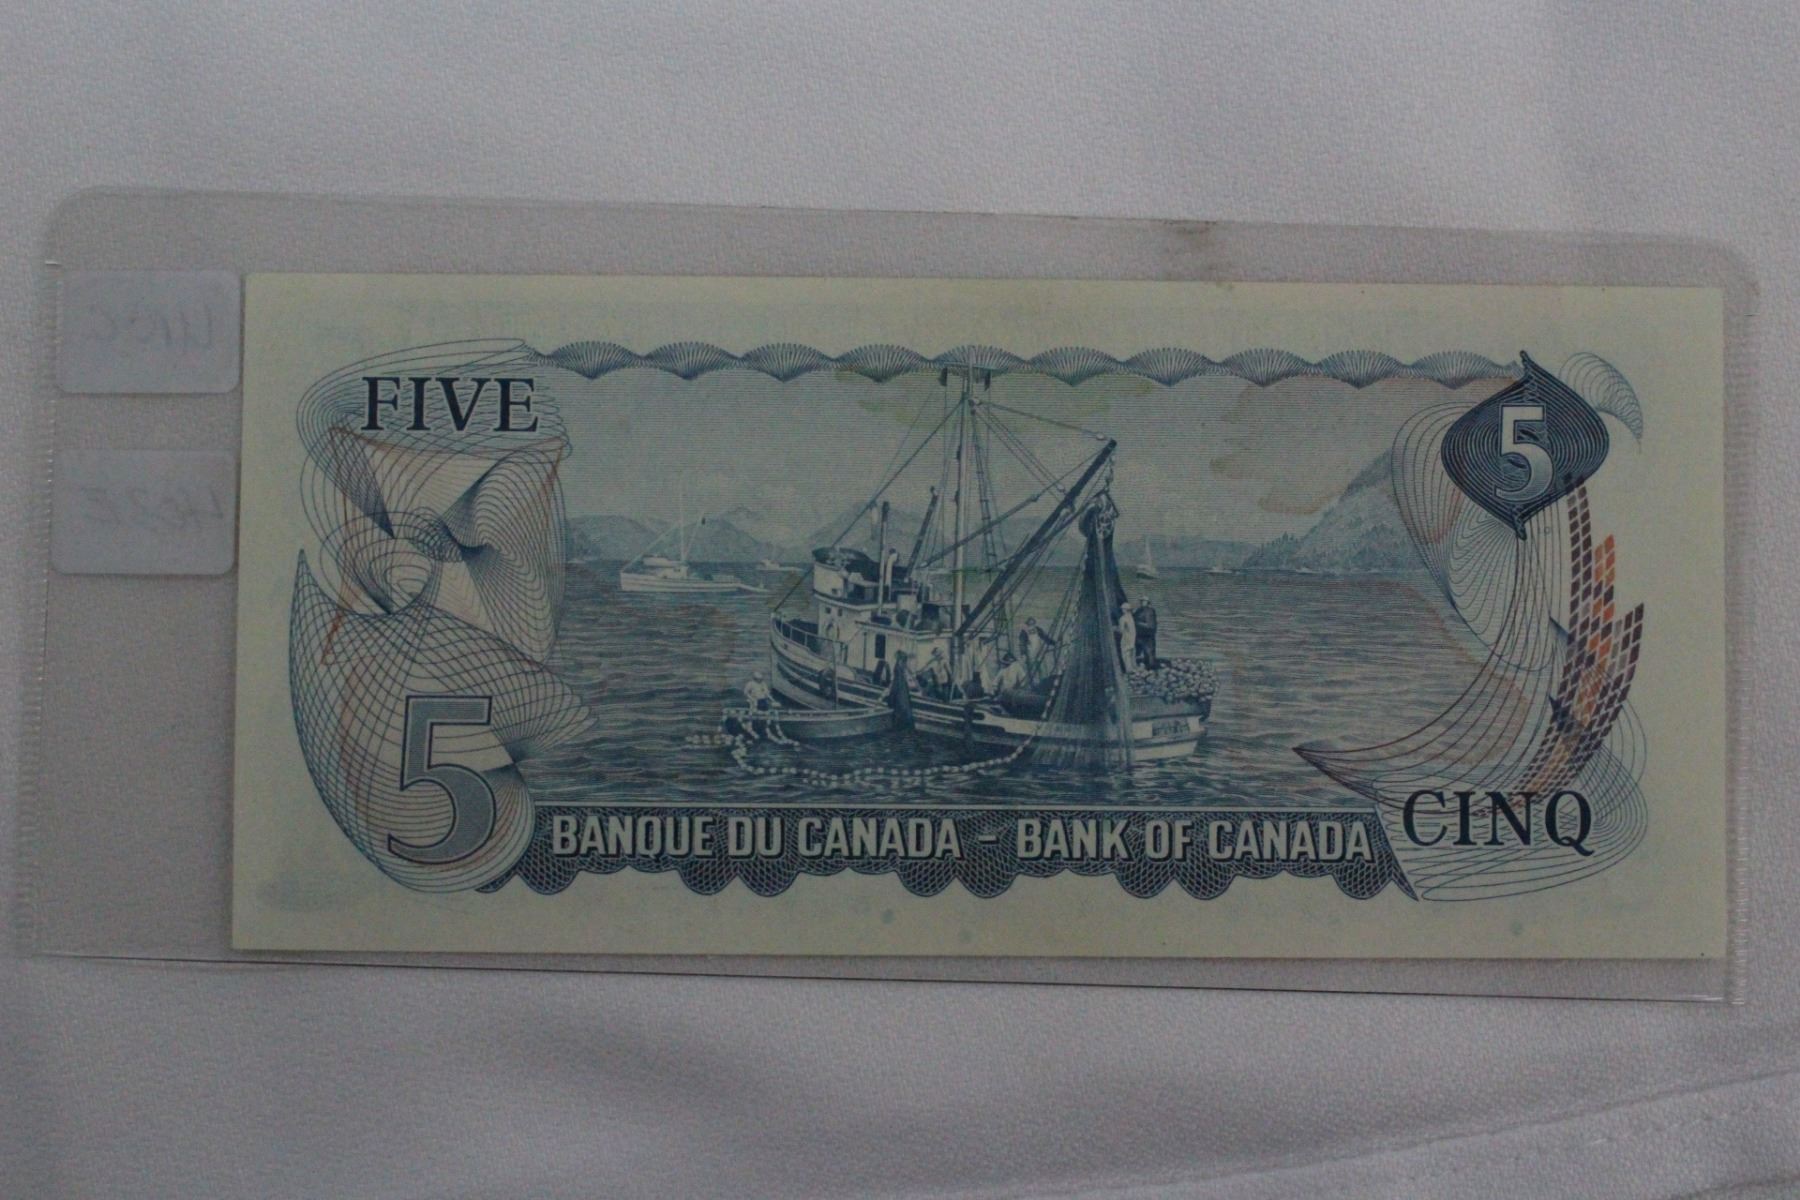 FIVE
5
5
BANQUE DU CANADA - BANK OF CANADA
CINQ